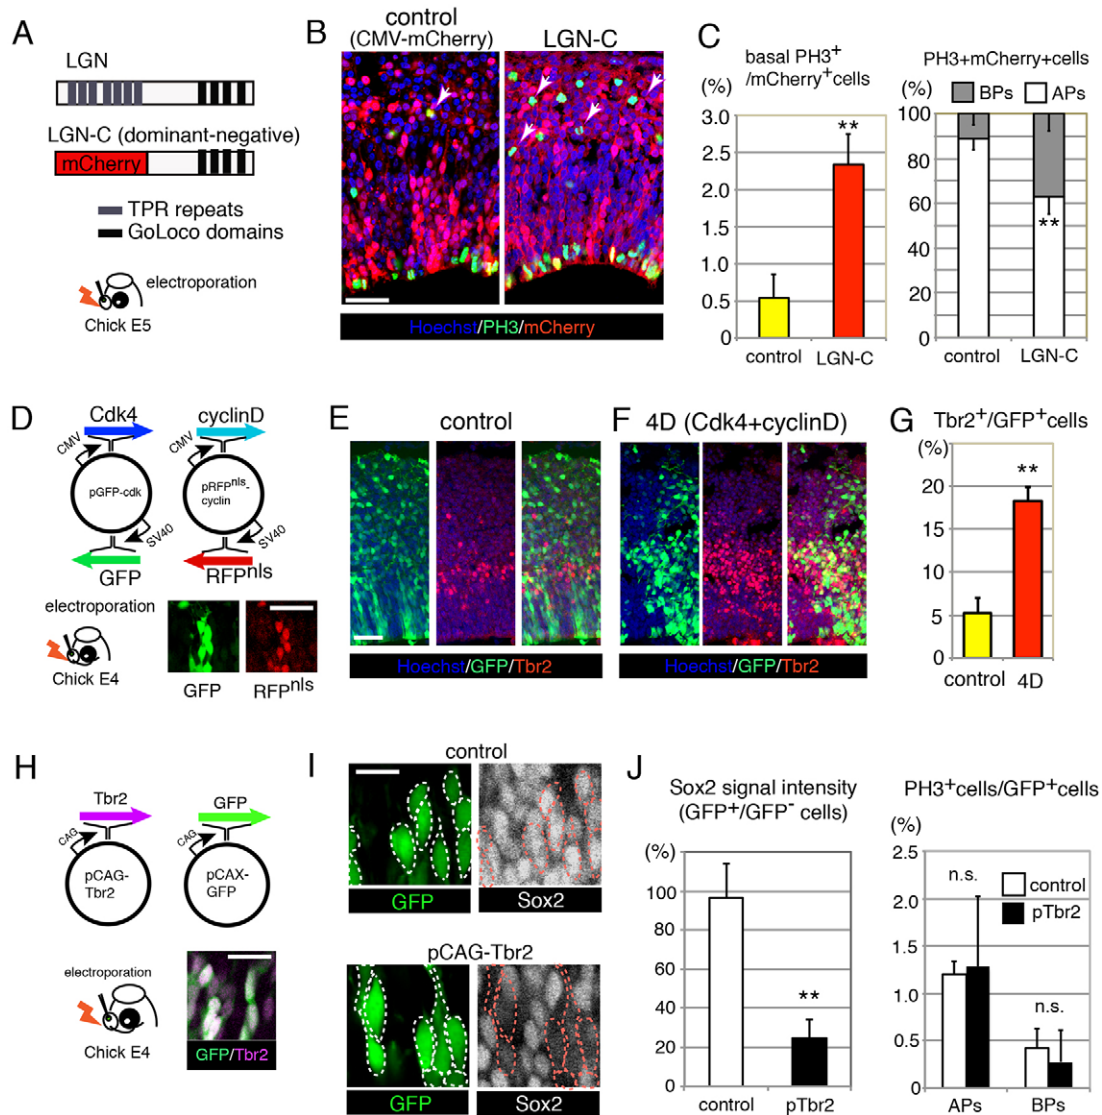 A
LGN
LGN-C (dominant-negative)
mCherry
TPR repeats
GoLoco domains
electroporation
Chick E5
B
control
(CMV-mCherry)
LGN-C
Hoechst/PH3/mCherry
C
basal PH3+
/mCherry+cells
(%)
3.0
2.5
2.0
1.5
1.0
0.5
0
**
control
LGN-C
PH3+mCherry+cells
(%)
BPs
APs
100
80
60
40
20
0
**
control
LGN-C
D
Cdk4
cyclinD
CMV
CMV
pGFP-cdk
pRFPnls-
cyclin
SV40
SV40
GFP
RFPnls
electroporation
Chick E4
GFP
RFPnls
E
control
Hoechst/GFP/Tbr2
F
4D (Cdk4+cyclinD)
Hoechst/GFP/Tbr2
G
Tbr2+/GFP+cells
(%)
20
15
10
5
0
**
control
4D
H
Tbr2
GFP
CAG
CAG
pCAG-
Tbr2
pCAX-
GFP
electroporation
Chick E4
GFP/Tbr2
I
control
GFP
Sox2
pCAG-Tbr2
GFP
Sox2
J
Sox2 signal intensity
(GFP+/GFP- cells)
(%)
100
80
60
40
20
0
**
control
pTbr2
PH3+cells/GFP+cells
(%)
2.5
2.0
1.5
1.0
0.5
0
n.s.
control
pTbr2
n.s.
APs
BPs